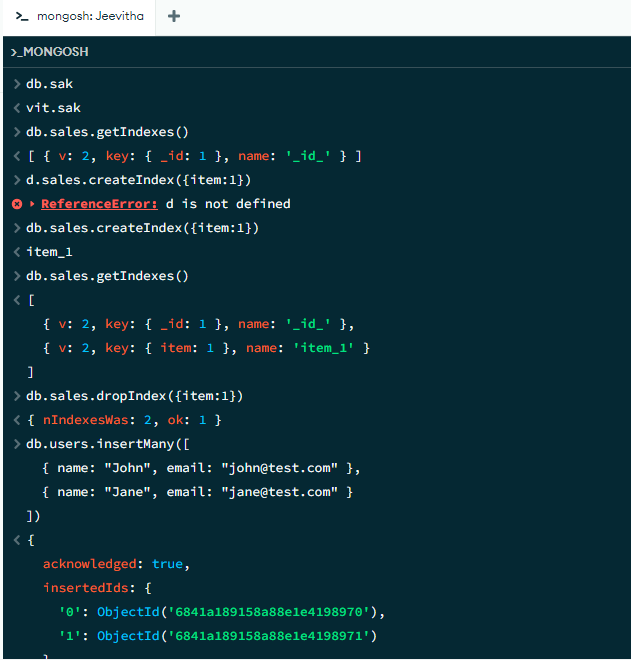 >_ mongosh: Jeevitha +
>_MONGOSH
> db.sak
< vit.sak
> db.sales.getIndexes()
< [ { v: 2, key: { _id: 1 }, name: '_id_' } ]
> d.sales.createIndex({item:1})
ReferenceError: d is not defined
> db.sales.createIndex({item:1})
< item_1
> db.sales.getIndexes()
< [
{ v: 2, key: { _id: 1 }, name: '_id_' },
{ v: 2, key: { item: 1 }, name: 'item_1' }
]
> db.sales.dropIndex({item:1})
< { nIndexesWas: 2, ok: 1 }
> db.users.insertMany([
{ name: "John", email: "john@test.com" },
{ name: "Jane", email: "jane@test.com" }
])
< {
acknowledged: true,
insertedIds: {
'0': ObjectId('6841a189158a88e1e4198970'),
'1': ObjectId('6841a189158a88e1e4198971')